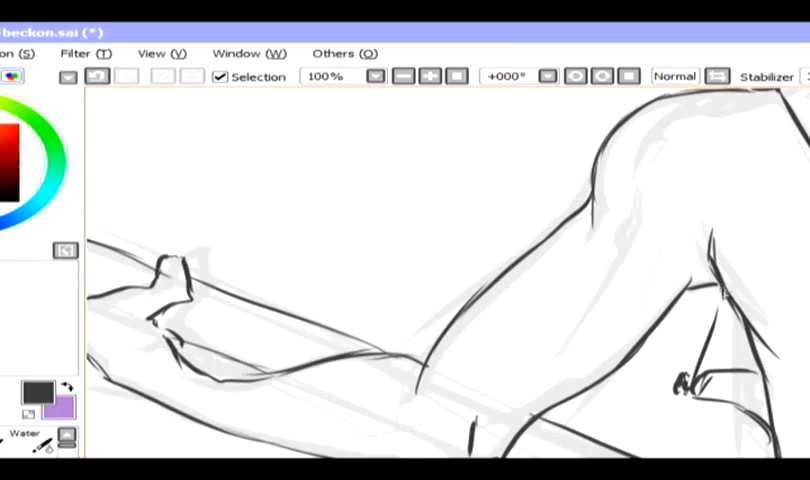 beckon.sai (*)
on (S) Filter (T) View (V) Window (W) Others (O)
Selection 100% +000° Normal Stabilizer
Water